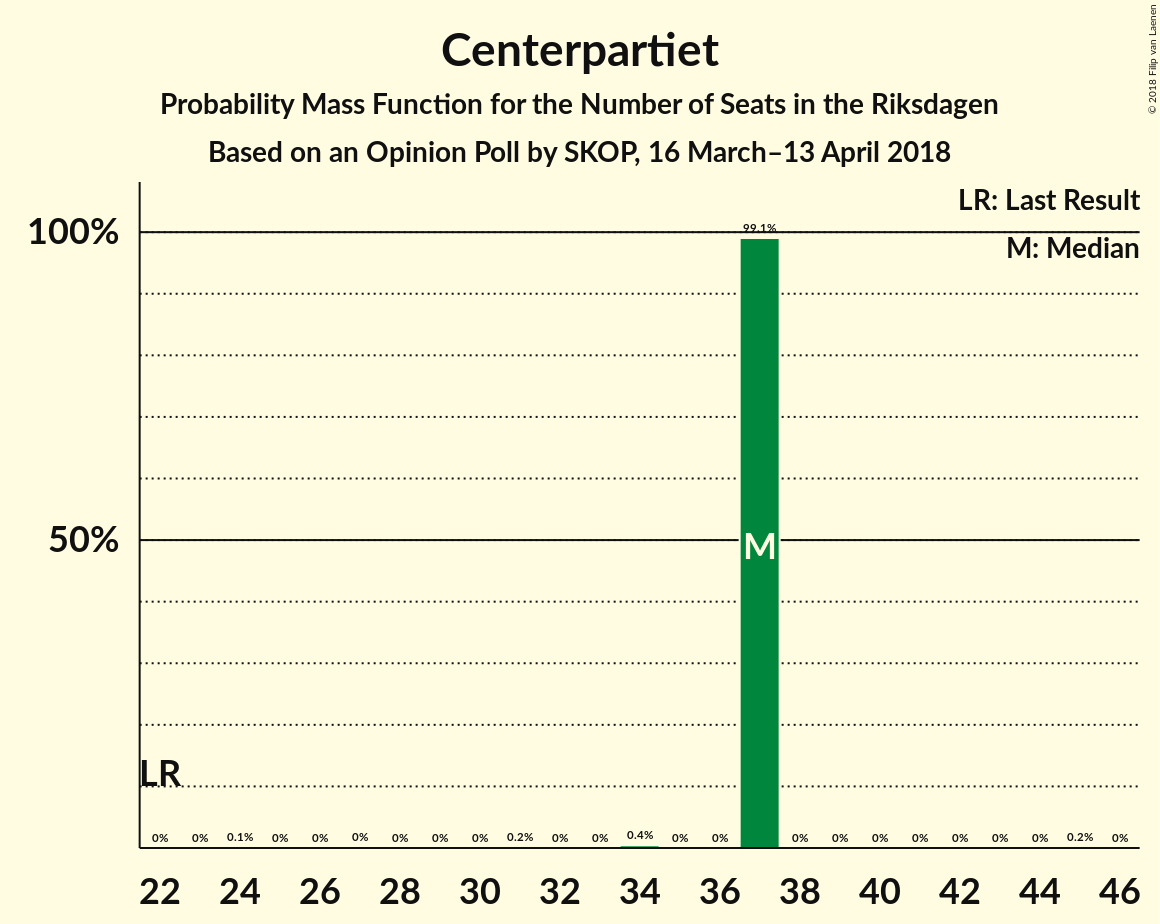 Centerpartiet
Probability Mass Function for the Number of Seats in the Riksdagen
Based on an Opinion Poll by SKOP, 16 March–13 April 2018
© 2018 Filip van Laenen
LR: Last Result
M: Median
100%
50%
99.1%
M
LR
0% 0% 0.1% 0% 0% 0% 0% 0% 0% 0.2% 0% 0% 0.4% 0% 0% 0% 0% 0% 0% 0% 0% 0% 0.2% 0%
22 24 26 28 30 32 34 36 38 40 42 44 46